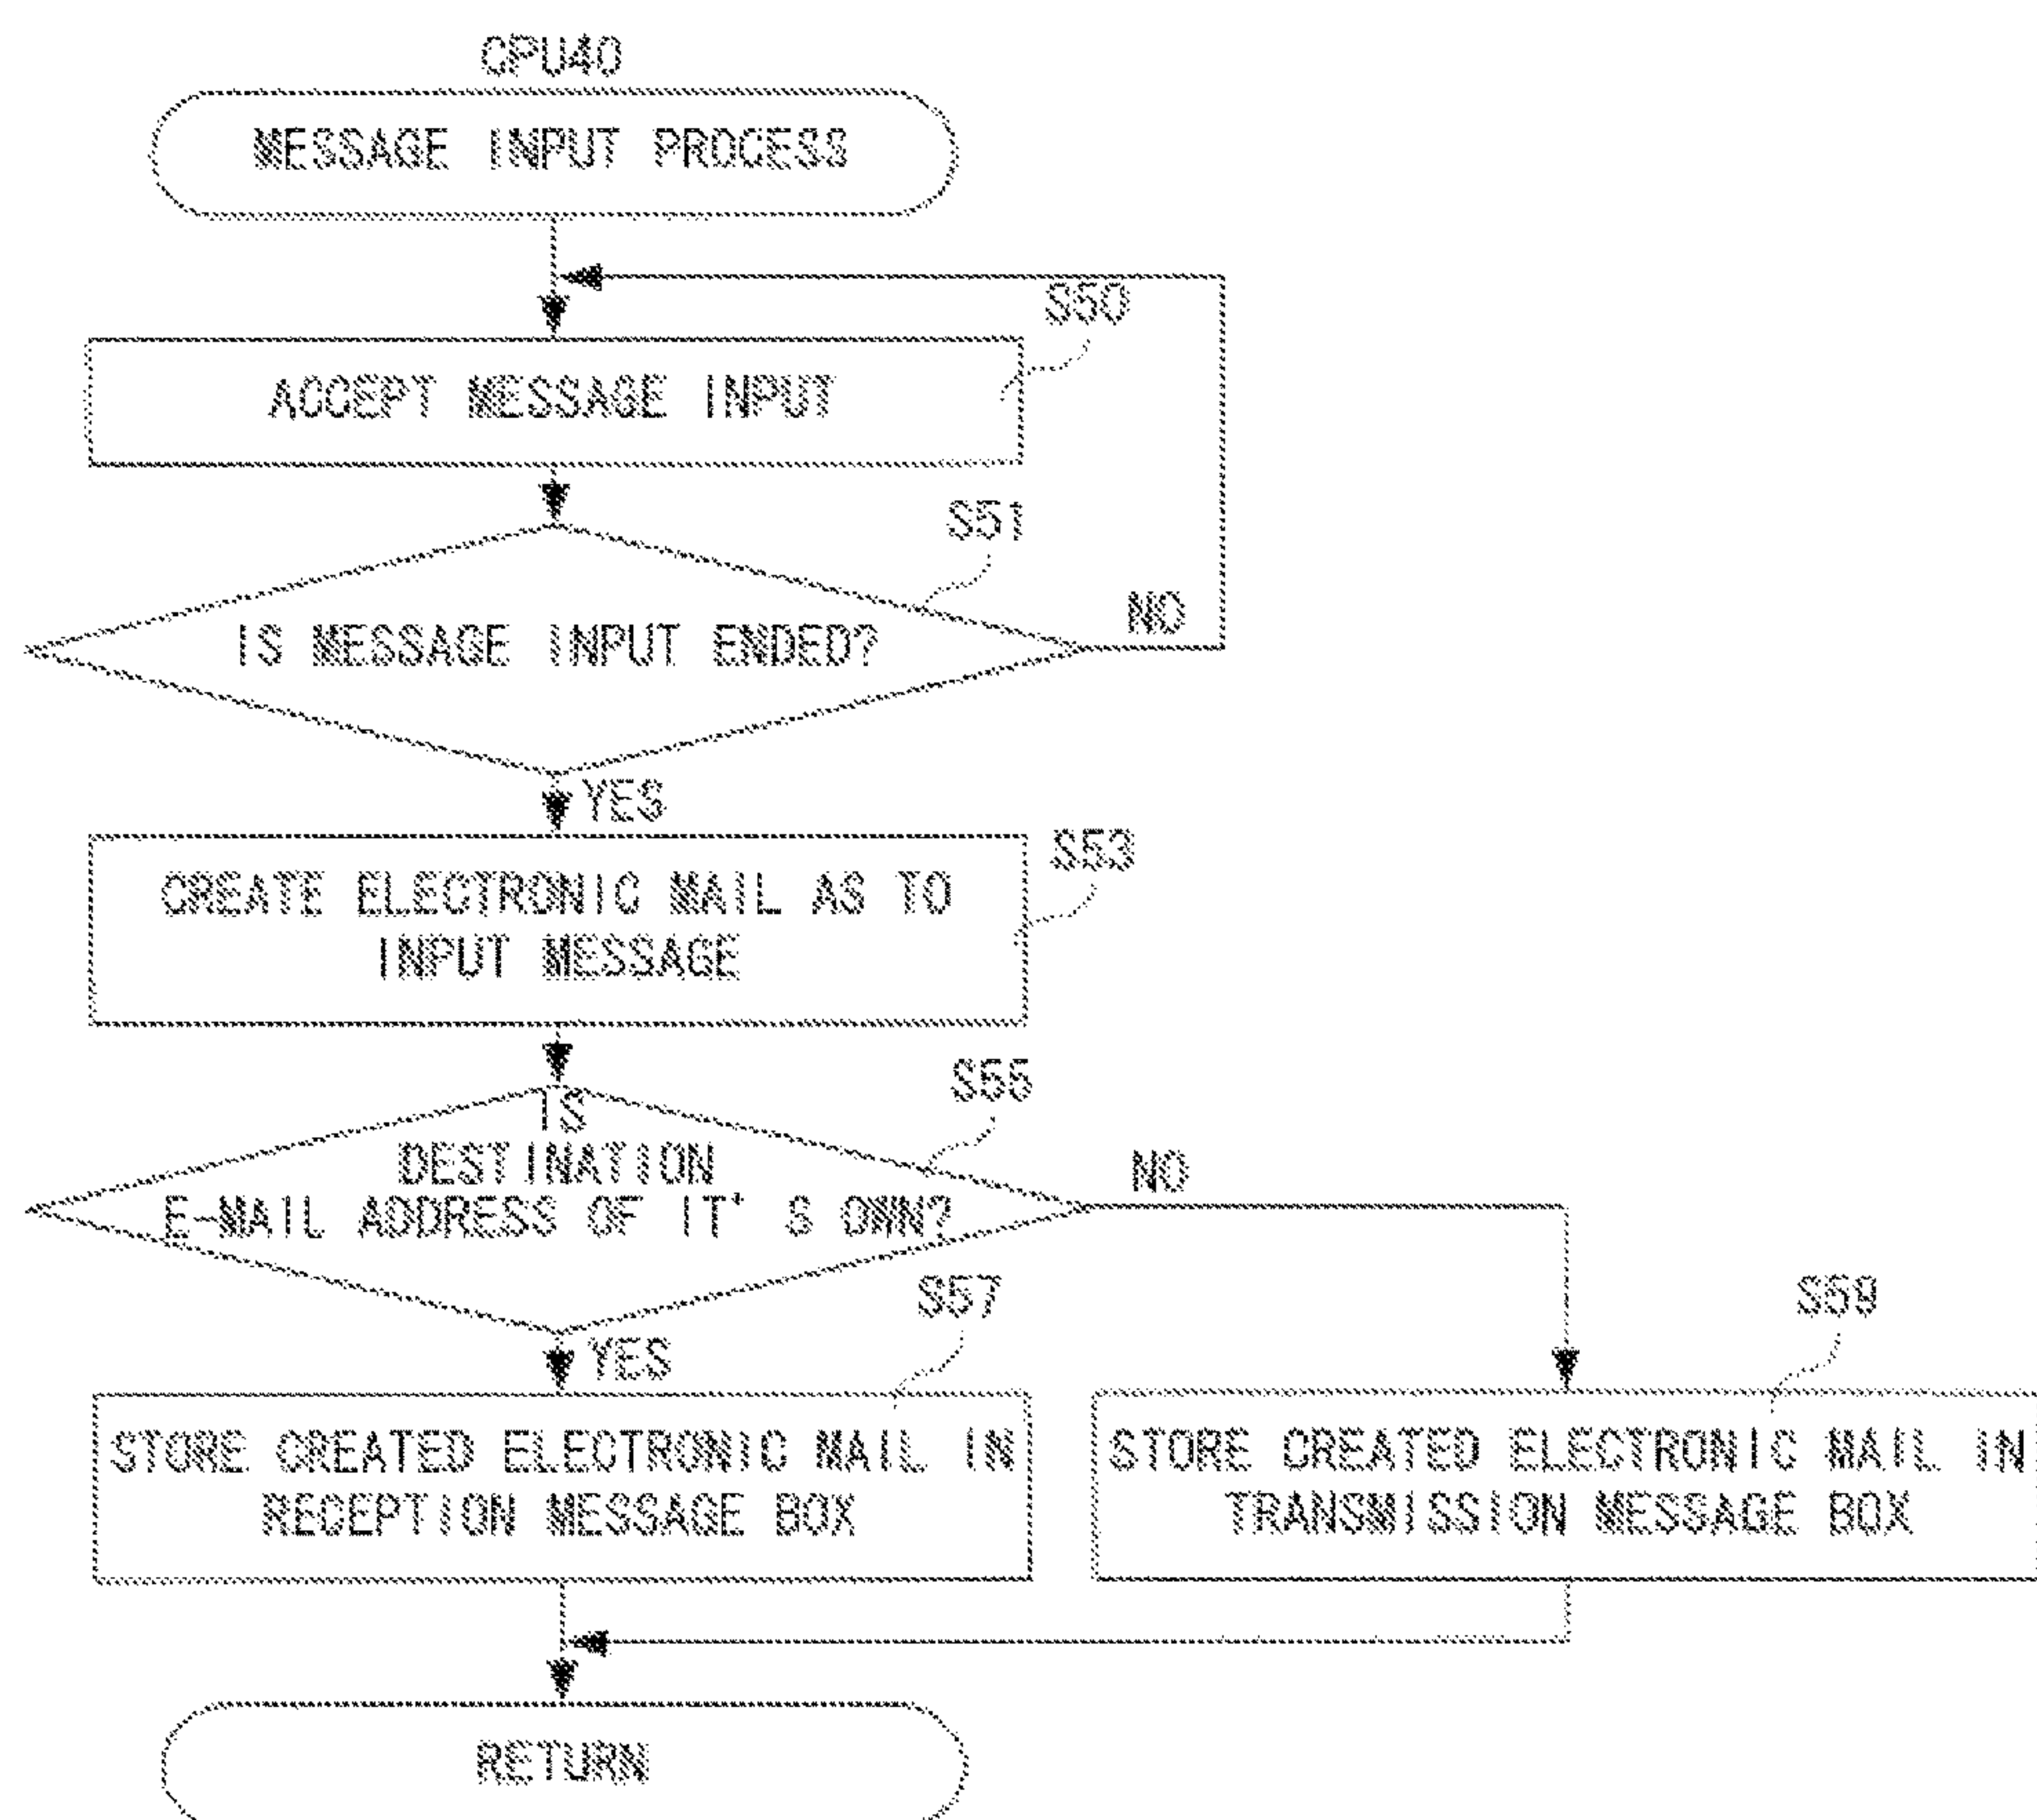 CPU40
MESSAGE INPUT PROCESS
S50
ACCEPT MESSAGE INPUT
S51
IS MESSAGE INPUT ENDED?
NO
YES
S53
CREATE ELECTRONIC MAIL AS TO
INPUT MESSAGE
S55
IS
DESTINATION
E-MAIL ADDRESS OF IT'S OWN?
NO
YES
S57
STORE CREATED ELECTRONIC MAIL IN
RECEPTION MESSAGE BOX
S59
STORE CREATED ELECTRONIC MAIL IN
TRANSMISSION MESSAGE BOX
RETURN